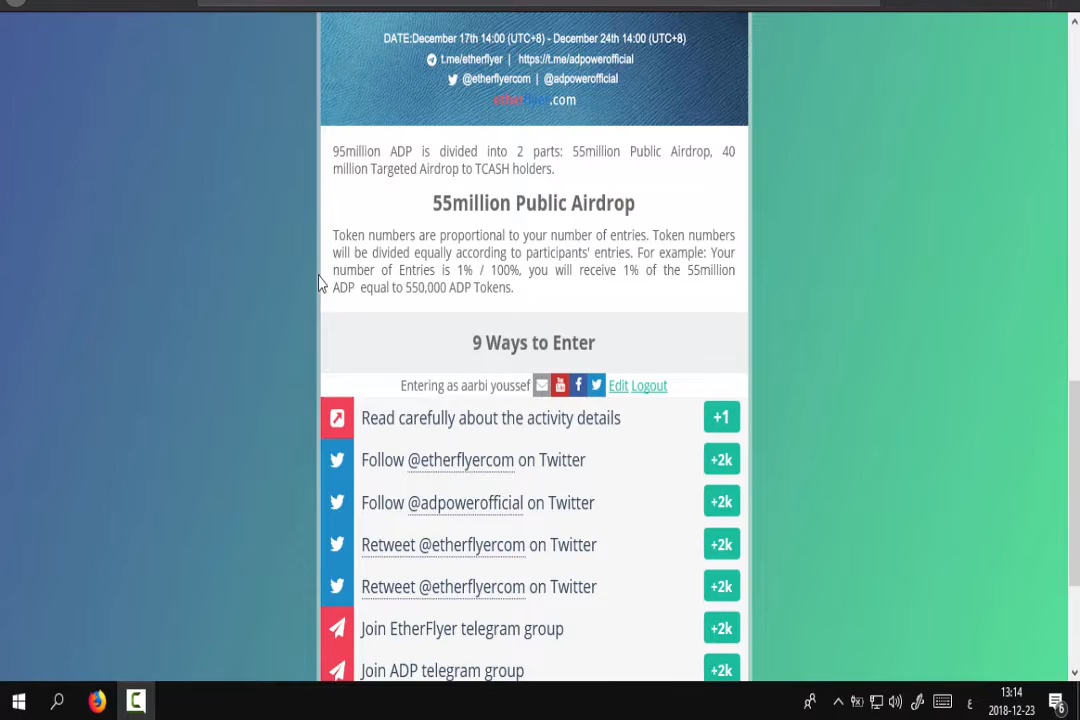 DATE:December 17th 14:00 (UTC+8) - December 24th 14:00 (UTC+8)
t.me/etherflyer | https://t.me/adpowerofficial
@etherflyercom | @adpowerofficial
etherflyer.com
95million ADP is divided into 2 parts: 55million Public Airdrop, 40
million Targeted Airdrop to TCASH holders.
55million Public Airdrop
Token numbers are proportional to your number of entries. Token numbers
will be divided equally according to participants' entries. For example: Your
number of Entries is 1% / 100%, you will receive 1% of the 55million
ADP equal to 550,000 ADP Tokens.
9 Ways to Enter
Entering as aarbi youssef Edit Logout
Read carefully about the activity details +1
Follow @etherflyercom on Twitter +2k
Follow @adpowerofficial on Twitter +2k
Retweet @etherflyercom on Twitter +2k
Retweet @etherflyercom on Twitter +2k
Join EtherFlyer telegram group +2k
Join ADP telegram group +2k
ع
13:14
2018-12-23
6